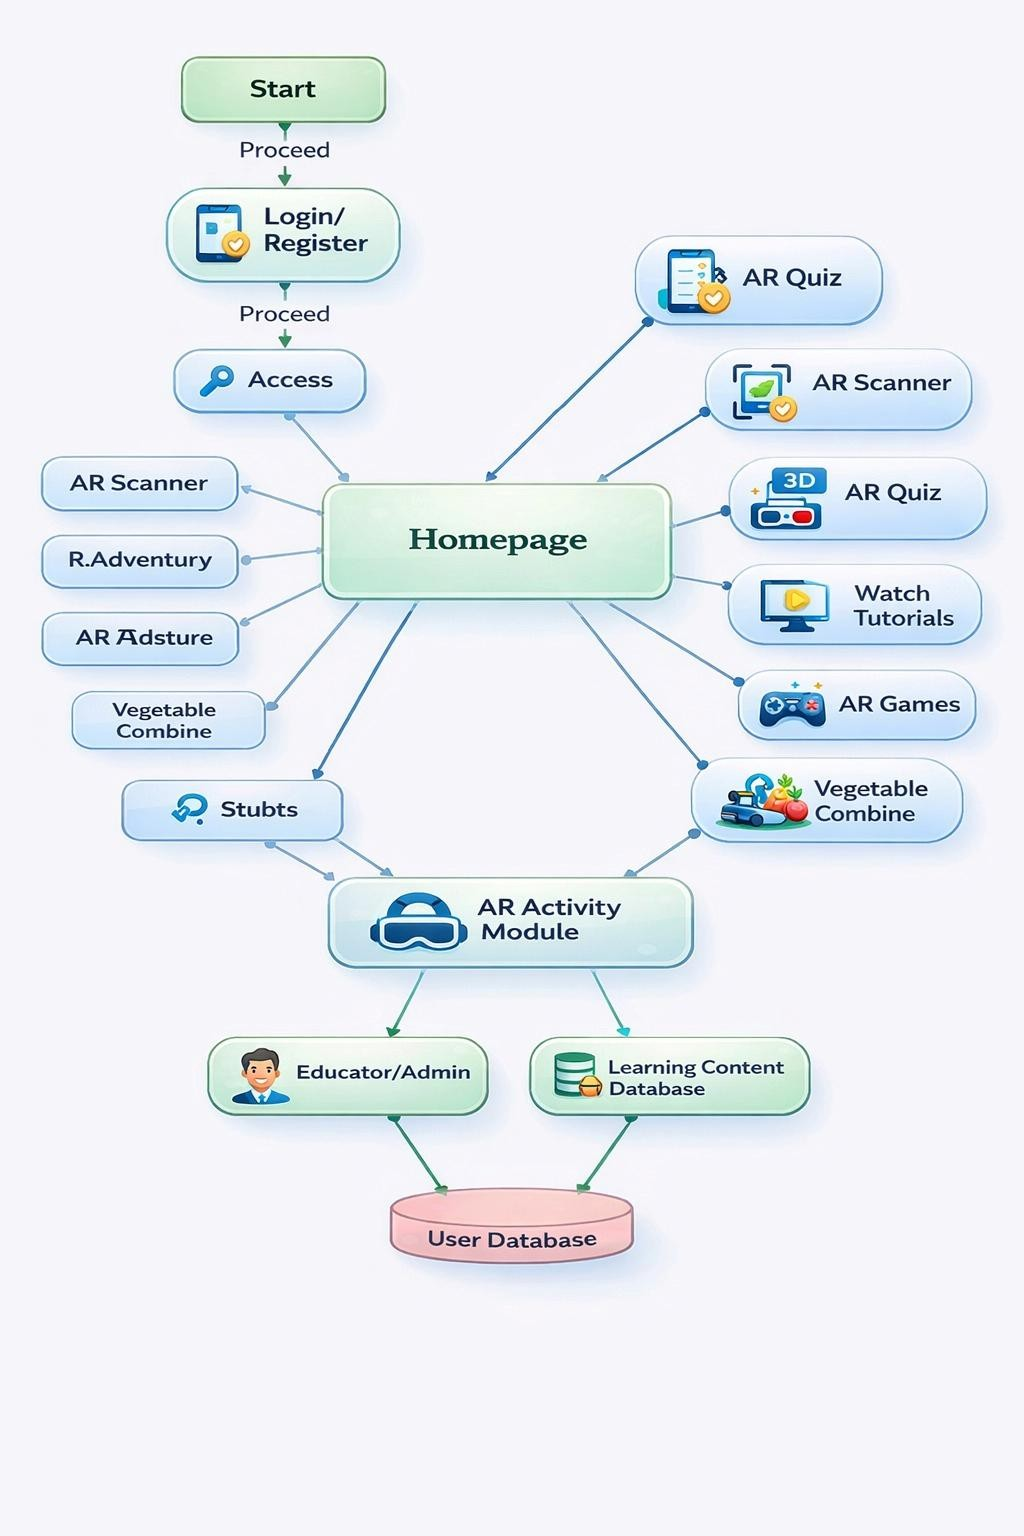 Start
Proceed
Login/
Register
Proceed
Access
AR Quiz
AR Scanner
3D
AR Quiz
Watch
Tutorials
AR Games
Vegetable
Combine
AR Scanner
R.Adventury
AR Adsture
Vegetable
Combine
Homepage
Stubts
AR Activity
Module
Educator/Admin
Learning Content
Database
User Database